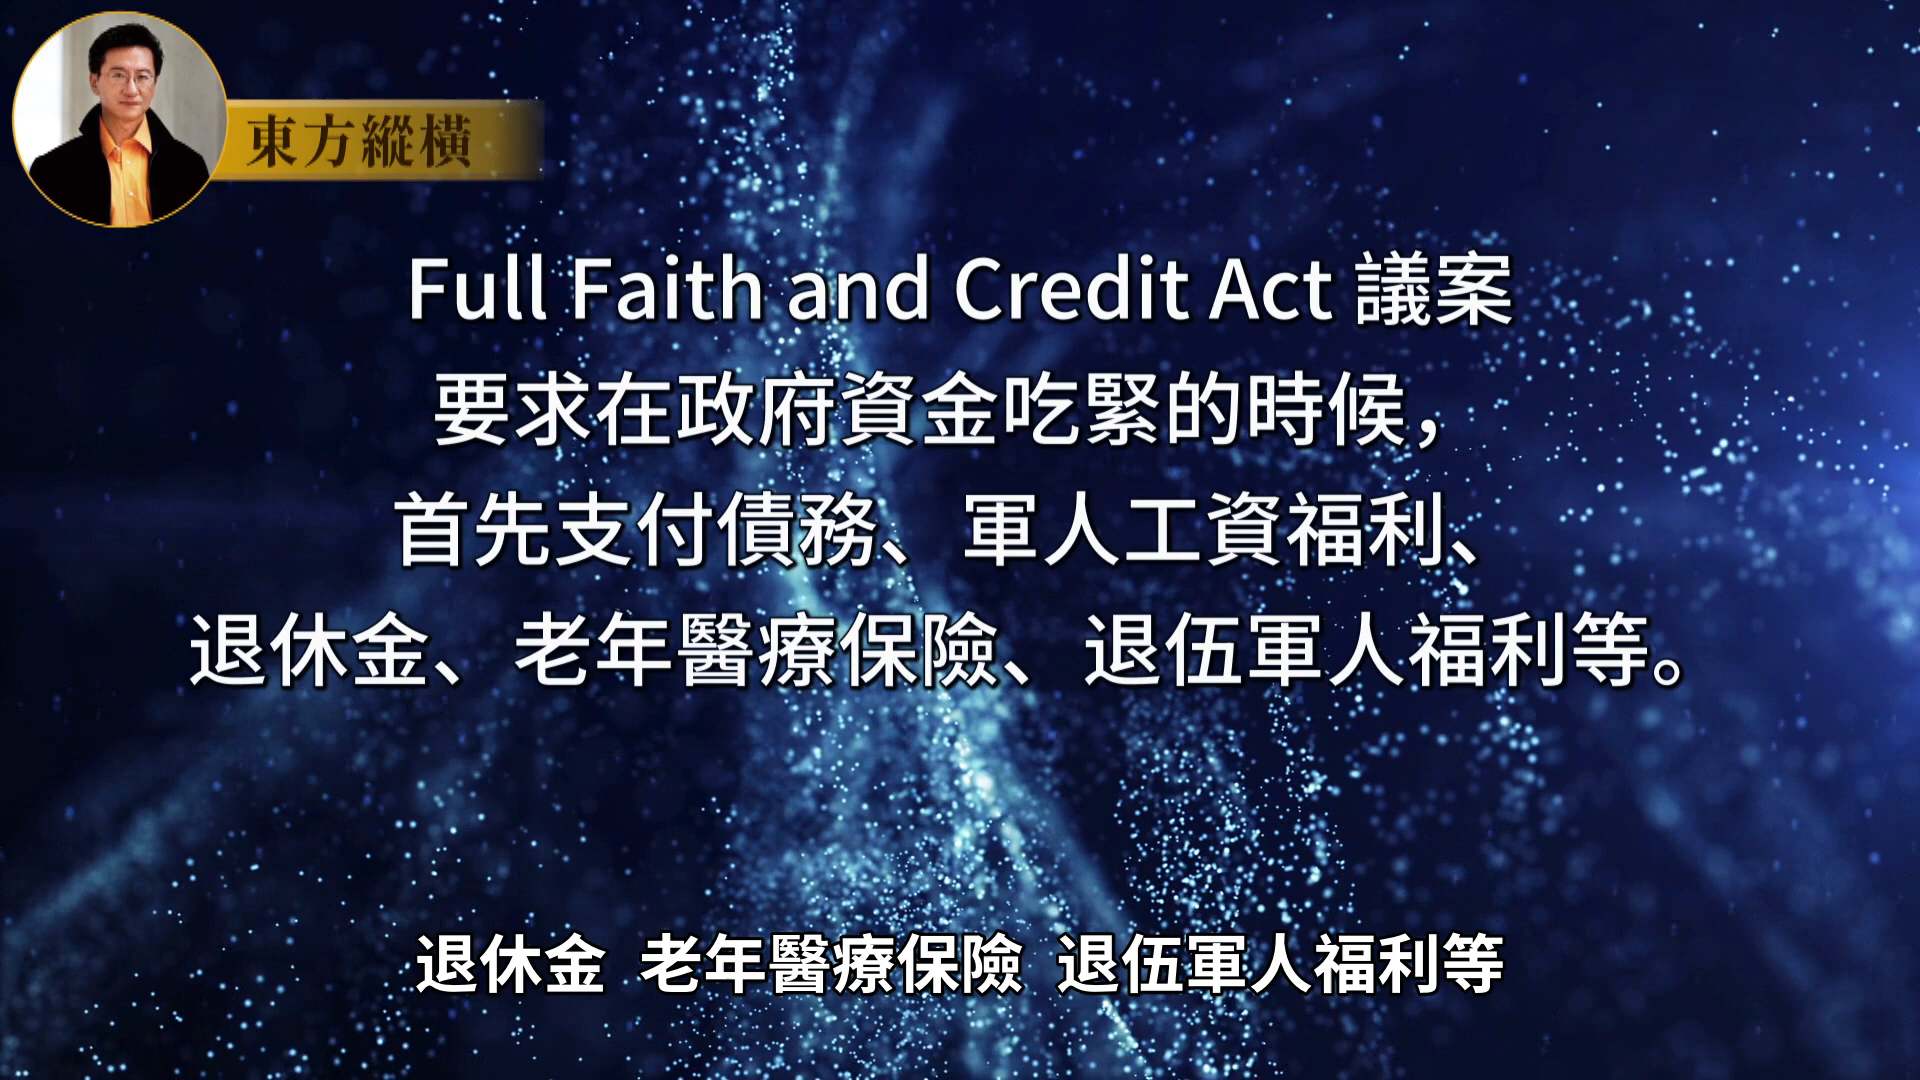 東方縱橫
Full Faith and Credit Act 議案
要求在政府資金吃緊的時候，
首先支付債務、軍人工資福利、
退休金、老年醫療保險、退伍軍人福利等。
退休金 老年醫療保險 退伍軍人福利等